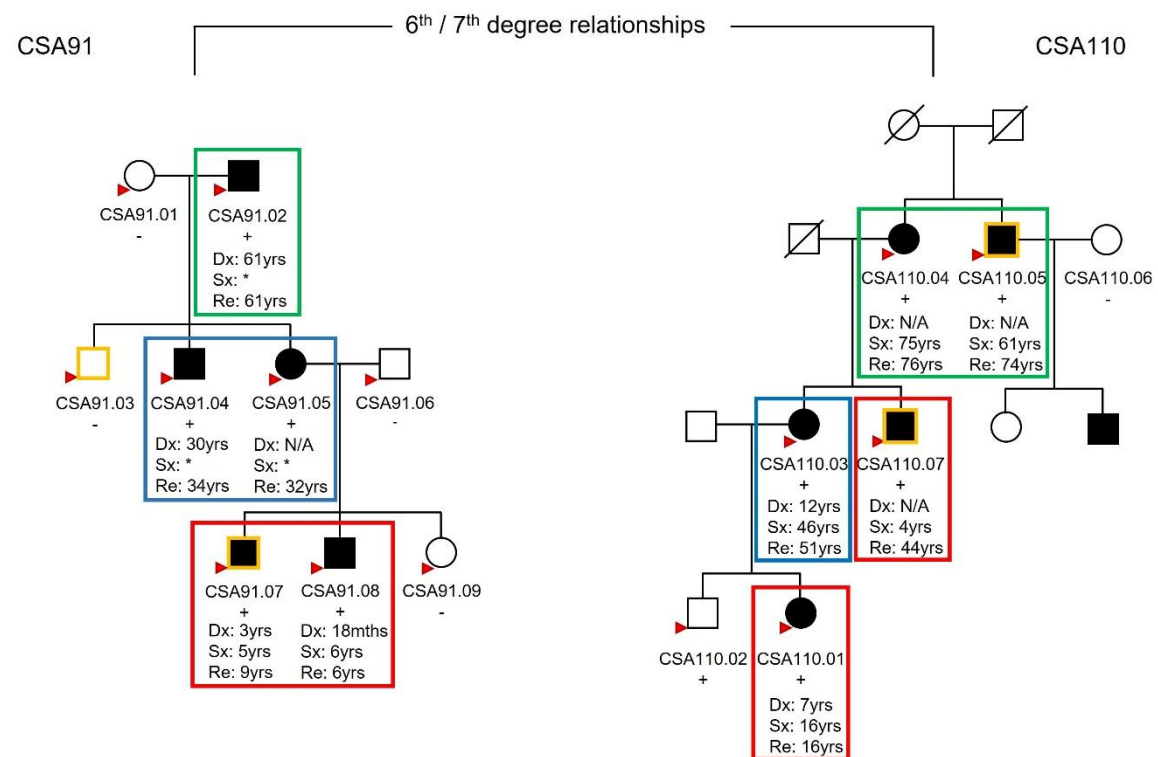 6th / 7th degree relationships
CSA91
CSA110
CSA91.01
-
CSA91.02
+
Dx: 61yrs
Sx: *
Re: 61yrs
CSA91.03
-
CSA91.04
+
Dx: 30yrs
Sx: *
Re: 34yrs
CSA91.05
+
Dx: N/A
Sx: *
Re: 32yrs
CSA91.06
-
CSA91.07
+
Dx: 3yrs
Sx: 5yrs
Re: 9yrs
CSA91.08
+
Dx: 18mths
Sx: 6yrs
Re: 6yrs
CSA91.09
-
CSA110.04
+
Dx: N/A
Sx: 75yrs
Re: 76yrs
CSA110.05
+
Dx: N/A
Sx: 61yrs
Re: 74yrs
CSA110.06
-
CSA110.03
+
Dx: 12yrs
Sx: 46yrs
Re: 51yrs
CSA110.07
+
Dx: N/A
Sx: 4yrs
Re: 44yrs
CSA110.02
+
CSA110.01
+
Dx: 7yrs
Sx: 16yrs
Re: 16yrs